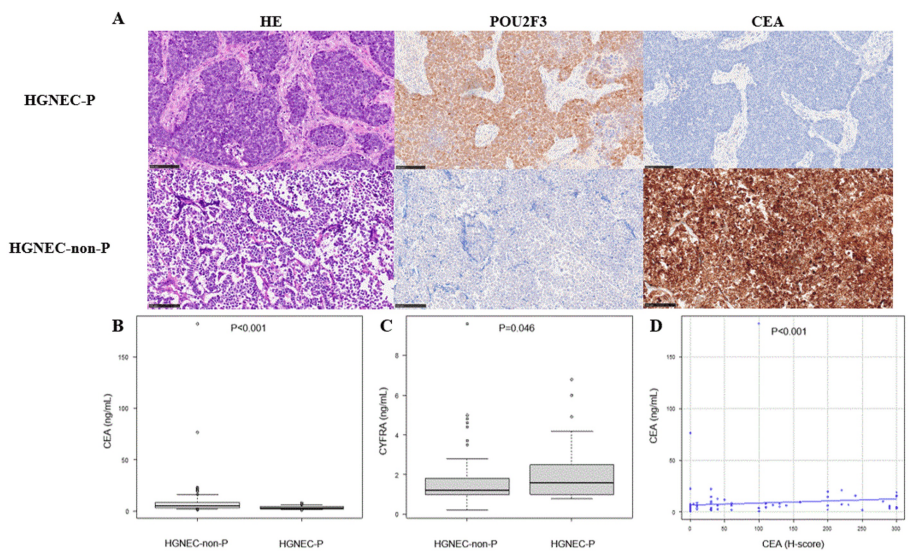 A
HE
POU2F3
CEA
HGNEC-P
HGNEC-non-P
B
P<0.001
CEA (ng/mL)
150
100
50
0
HGNEC-non-P
HGNEC-P
C
P=0.046
CYFRA (ng/mL)
8
6
4
2
0
HGNEC-non-P
HGNEC-P
D
P<0.001
CEA (ng/mL)
150
100
50
0
0
50
100
150
200
250
300
CEA (H-score)